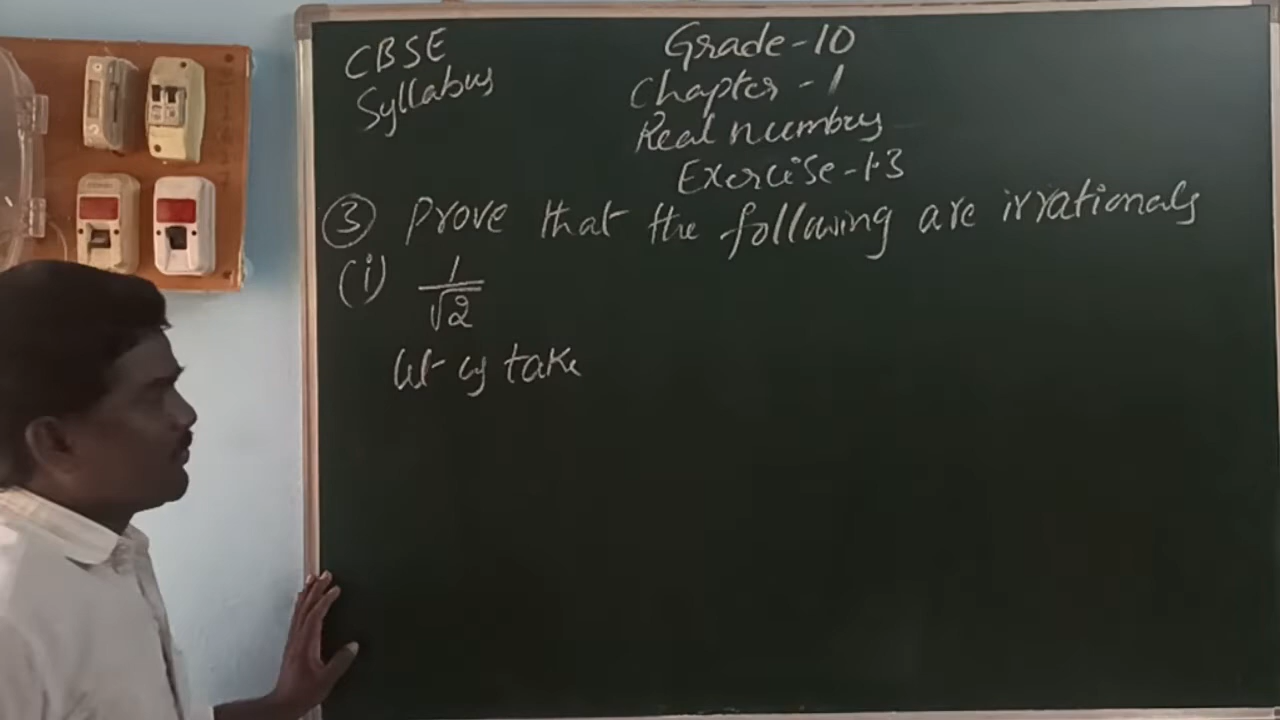 CBSE
Syllabus
Grade-10
Chapter-1
Real numbers
Exercise-1.3
③ Prove that the following are irrationals
(i) 1/√2
let us take